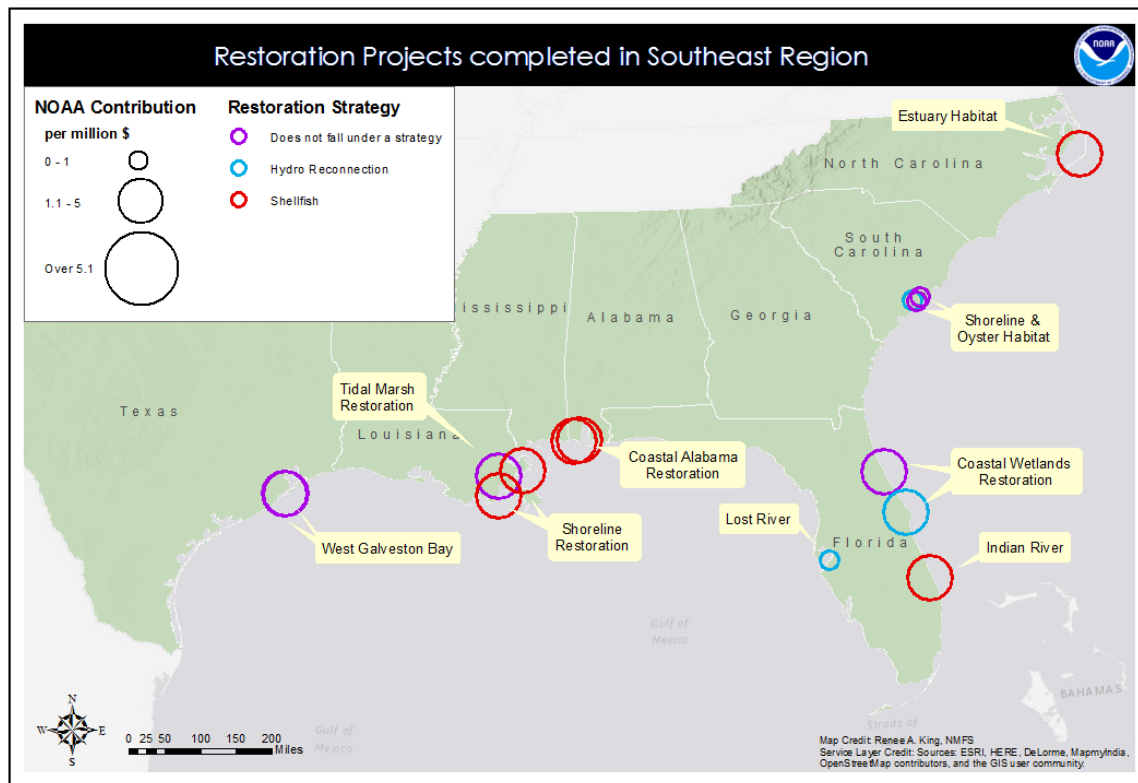 Restoration Projects completed in Southeast Region
NOAA
NOAA Contribution
per million $
0 - 1
1.1 - 5
Over 5.1
Restoration Strategy
Does not fall under a strategy
Hydro Reconnection
Shellfish
Estuary Habitat
North Carolina
South
Carolina
ississippi
Alabama
Georgia
Shoreline &
Oyster Habitat
Tidal Marsh
Restoration
Texas
Louisiana
Coastal Alabama
Restoration
Coastal Wetlands
Restoration
Lost River
Shoreline
Restoration
West Galveston Bay
Florida
Indian River
Gulf of
Mexico
BAHAMAS
N
W
E
S
0 25 50 100 150 200
Miles
Gulf of
Mexico
Straits of
Map Credit: Renee A. King, NMFS
Service Layer Credit: Sources: ESRI, HERE, DeLorme, MapmyIndia,
OpenStreetMap contributors, and the GIS user community.